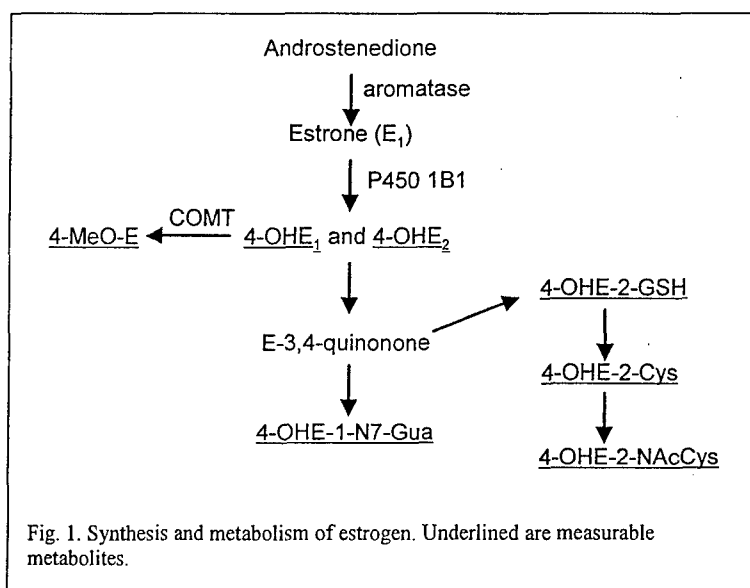 Androstenedione
aromatase
Estrone (E₁)
P450 1B1
COMT
4-MeO-E
4-OHE₁ and 4-OHE₂
4-OHE-2-GSH
E-3,4-quinonone
4-OHE-2-Cys
4-OHE-1-N7-Gua
4-OHE-2-NAcCys
Fig. 1. Synthesis and metabolism of estrogen. Underlined are measurable
metabolites.